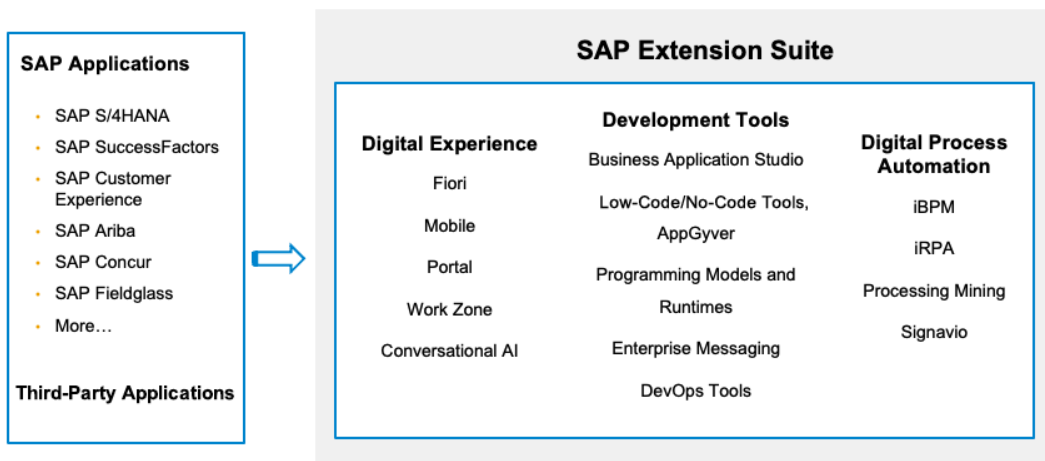 SAP Applications
SAP S/4HANA
SAP SuccessFactors
SAP Customer
Experience
SAP Ariba
SAP Concur
SAP Fieldglass
More…
Third-Party Applications
SAP Extension Suite
Digital Experience
Fiori
Mobile
Portal
Work Zone
Conversational AI
Development Tools
Business Application Studio
Low-Code/No-Code Tools,
AppGyver
Programming Models and
Runtimes
Enterprise Messaging
DevOps Tools
Digital Process
Automation
iBPM
iRPA
Processing Mining
Signavio